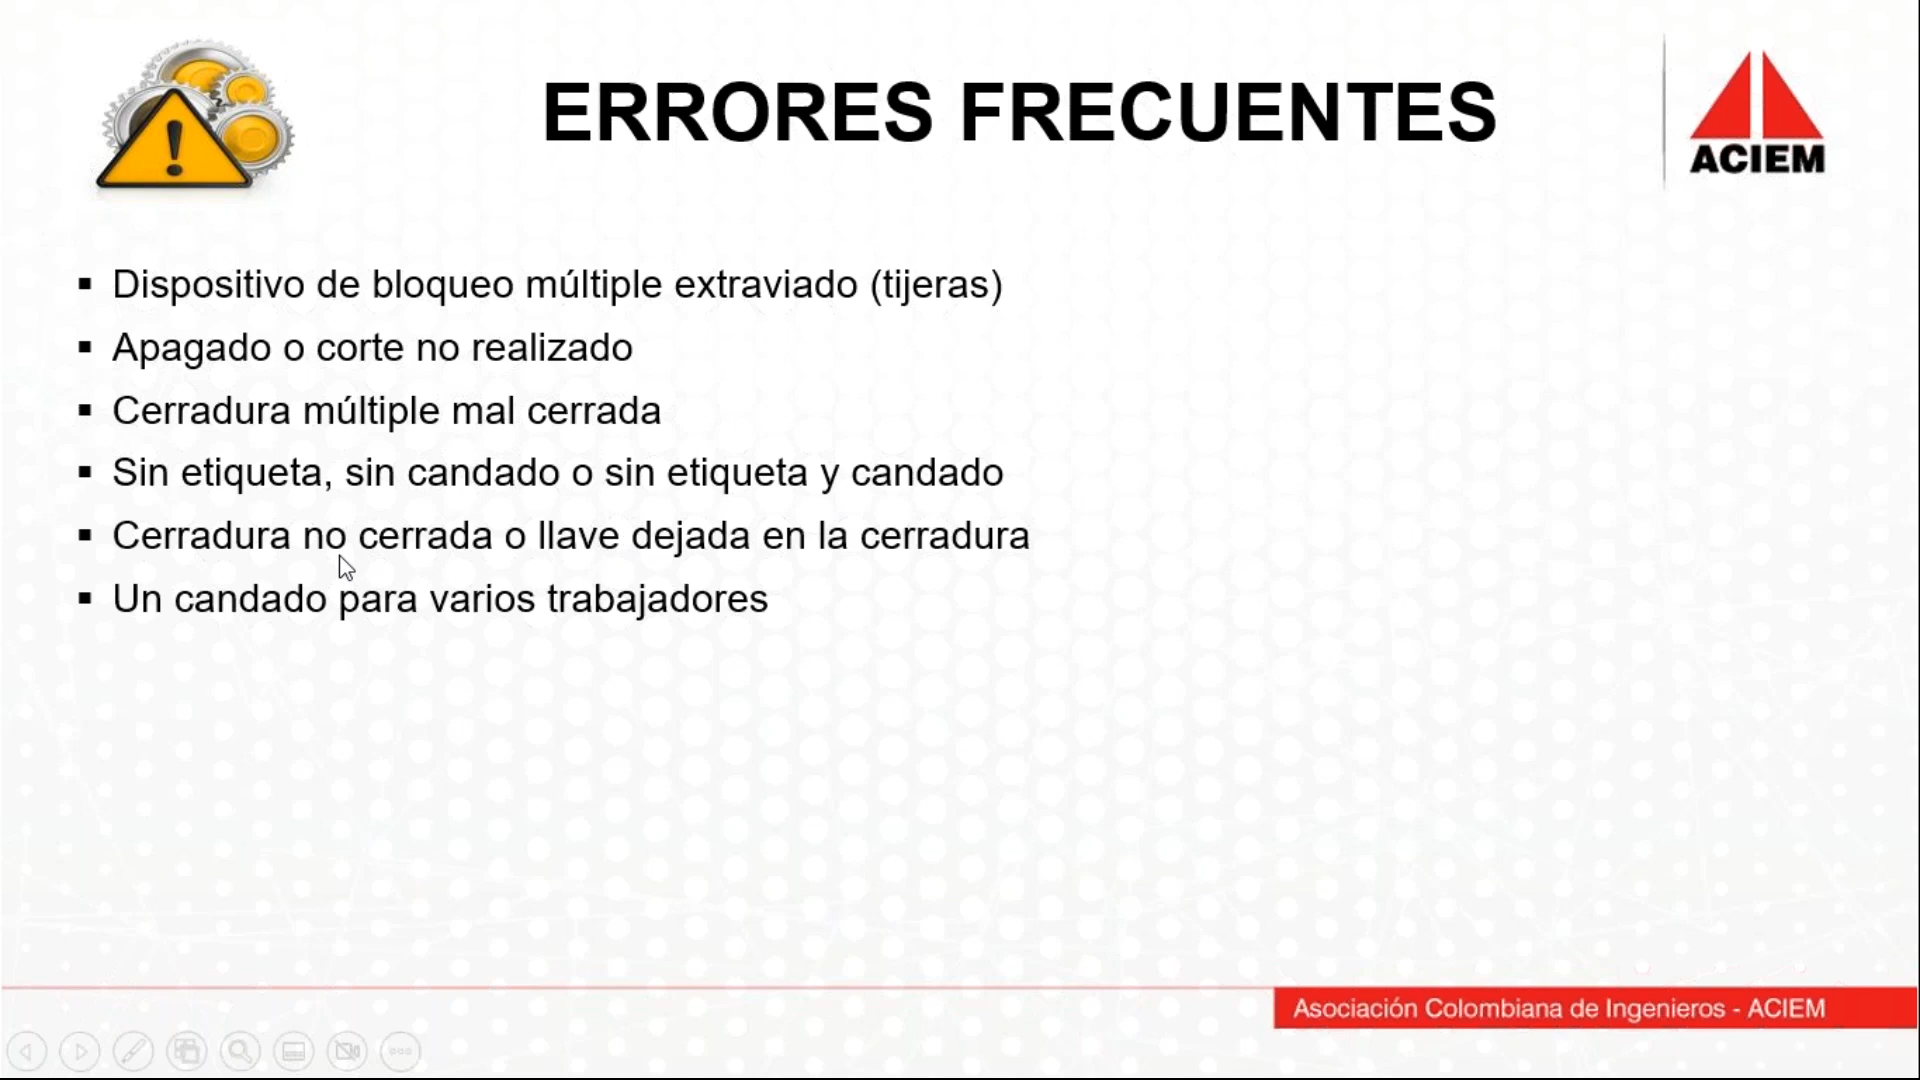 ERRORES FRECUENTES
ACIEM
▪ Dispositivo de bloqueo múltiple extraviado (tijeras)
▪ Apagado o corte no realizado
▪ Cerradura múltiple mal cerrada
▪ Sin etiqueta, sin candado o sin etiqueta y candado
▪ Cerradura no cerrada o llave dejada en la cerradura
▪ Un candado para varios trabajadores
Asociación Colombiana de Ingenieros - ACIEM